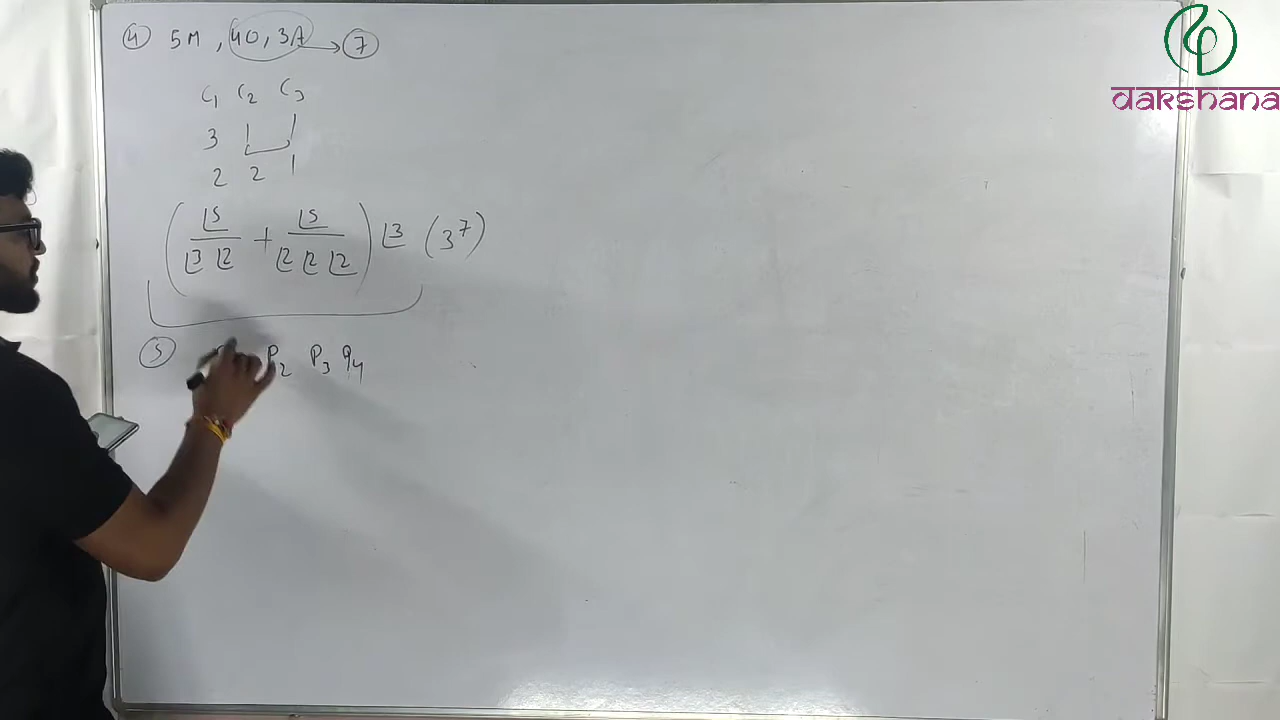 ④ 5M, 4O, 3A → ⑦
C₁ C₂ C₃
3 1 1
2 2 1
(⌊5 / ⌊3 ⌊2 + ⌊5 / ⌊2 ⌊2 ⌊2) ⌊3 (3⁷)
⑤ P₂ P₃ P₄
dakshana